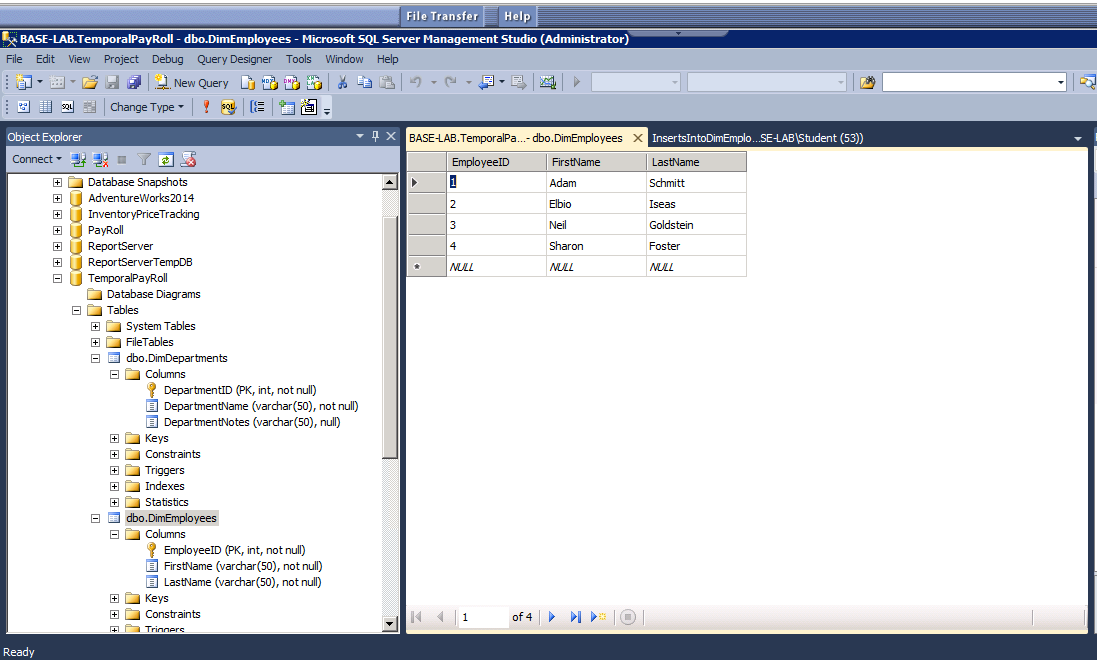 File Transfer Help
BASE-LAB.TemporalPayRoll - dbo.DimEmployees - Microsoft SQL Server Management Studio (Administrator)
File Edit View Project Debug Query Designer Tools Window Help
New Query
Change Type
Object Explorer
Connect
Database Snapshots
AdventureWorks2014
InventoryPriceTracking
PayRoll
ReportServer
ReportServerTempDB
TemporalPayRoll
Database Diagrams
Tables
System Tables
FileTables
dbo.DimDepartments
Columns
DepartmentID (PK, int, not null)
DepartmentName (varchar(50), not null)
DepartmentNotes (varchar(50), null)
Keys
Constraints
Triggers
Indexes
Statistics
dbo.DimEmployees
Columns
EmployeeID (PK, int, not null)
FirstName (varchar(50), not null)
LastName (varchar(50), not null)
Keys
Constraints
Triggers
BASE-LAB.TemporalPa...- dbo.DimEmployees InsertsIntoDimEmplo...SE-LAB\Student (53))
EmployeeID FirstName LastName
1 Adam Schmitt
2 Elbio Iseas
3 Neil Goldstein
4 Sharon Foster
NULL NULL NULL
1 of 4
Ready